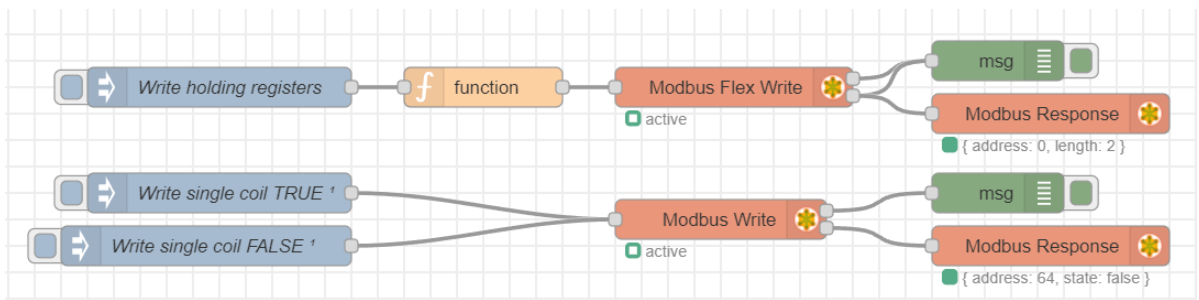 msg
Write holding registers
function
Modbus Flex Write
active
Modbus Response
{ address: 0, length: 2 }
Write single coil TRUE ¹
msg
Modbus Write
Write single coil FALSE ¹
active
Modbus Response
{ address: 64, state: false }